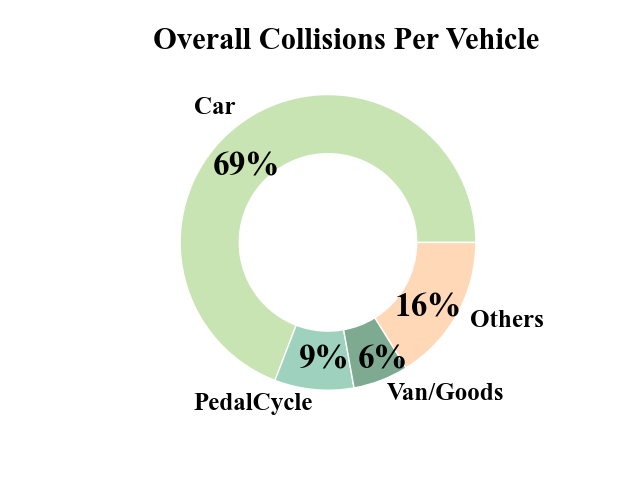 Overall Collisions Per Vehicle
Car
69%
16%
Others
9%
6%
Van/Goods
PedalCycle